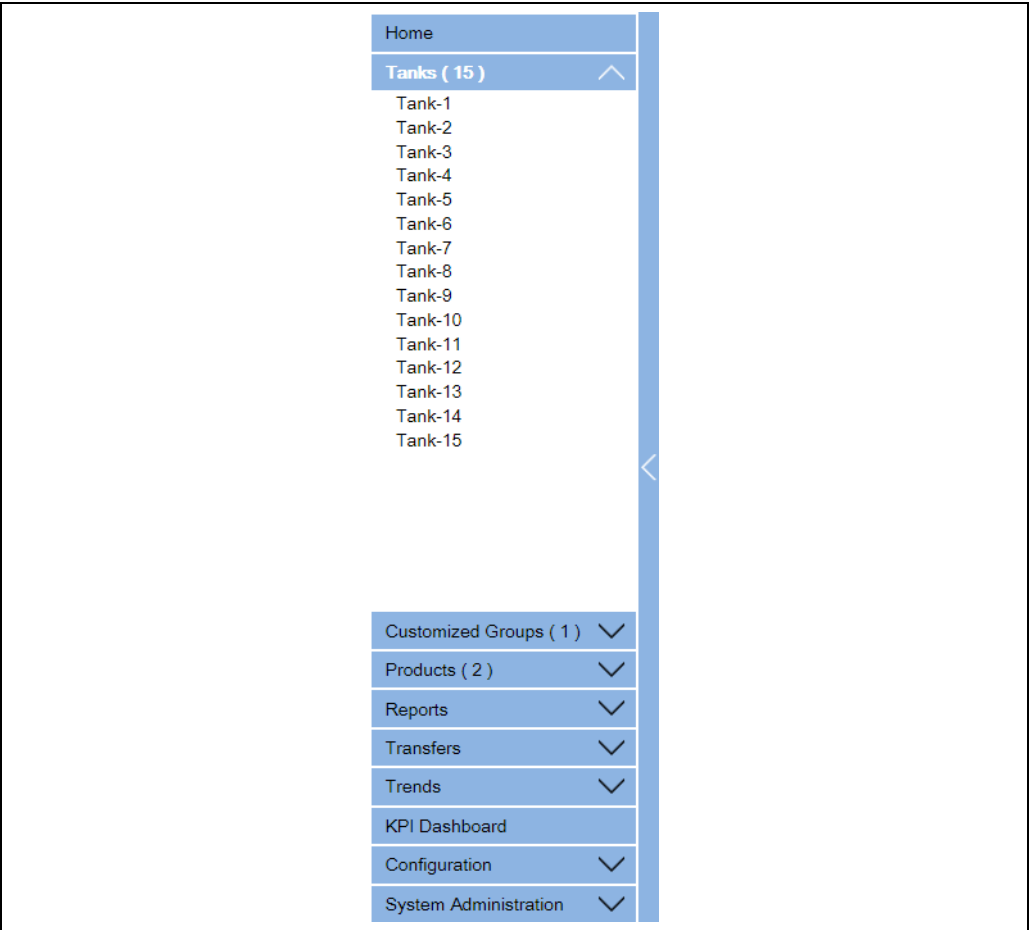 Home
Tanks ( 15 )
Tank-1
Tank-2
Tank-3
Tank-4
Tank-5
Tank-6
Tank-7
Tank-8
Tank-9
Tank-10
Tank-11
Tank-12
Tank-13
Tank-14
Tank-15
Customized Groups ( 1 )
Products ( 2 )
Reports
Transfers
Trends
KPI Dashboard
Configuration
System Administration